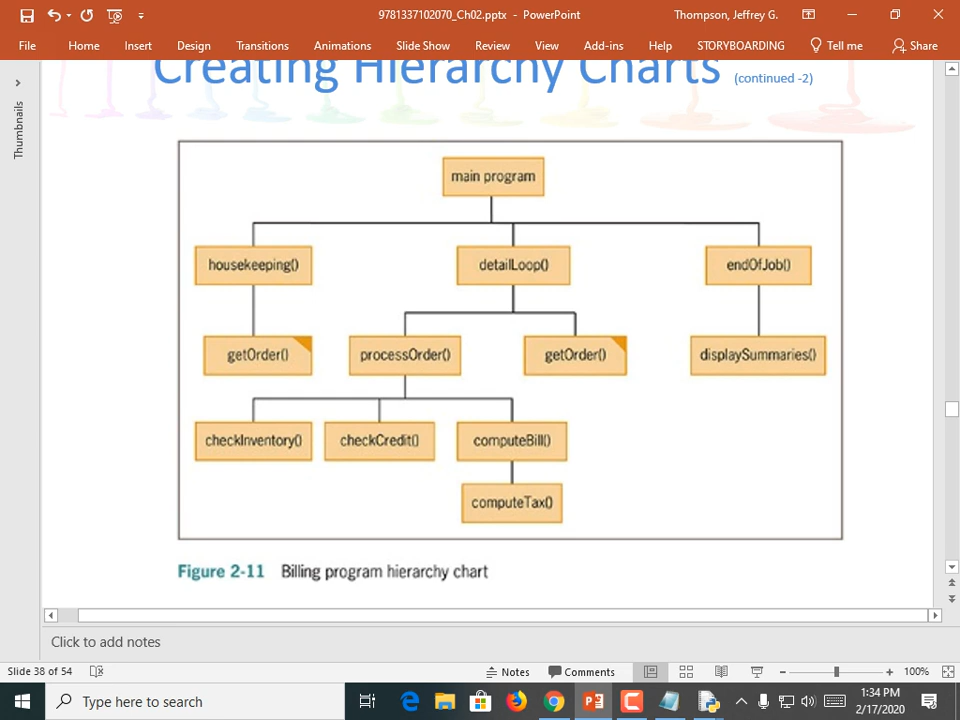 9781337102070_Ch02.pptx - PowerPoint
Thompson, Jeffrey G.
File Home Insert Design Transitions Animations Slide Show Review View Add-ins Help STORYBOARDING Tell me Share
Thumbnails
Creating Hierarchy Charts (continued -2)
main program
housekeeping() detailLoop() endOfJob()
getOrder() processOrder() getOrder() displaySummaries()
checkInventory() checkCredit() computeBill()
computeTax()
Figure 2-11 Billing program hierarchy chart
Click to add notes
Slide 38 of 54 Notes Comments 100%
Type here to search
1:34 PM
2/17/2020